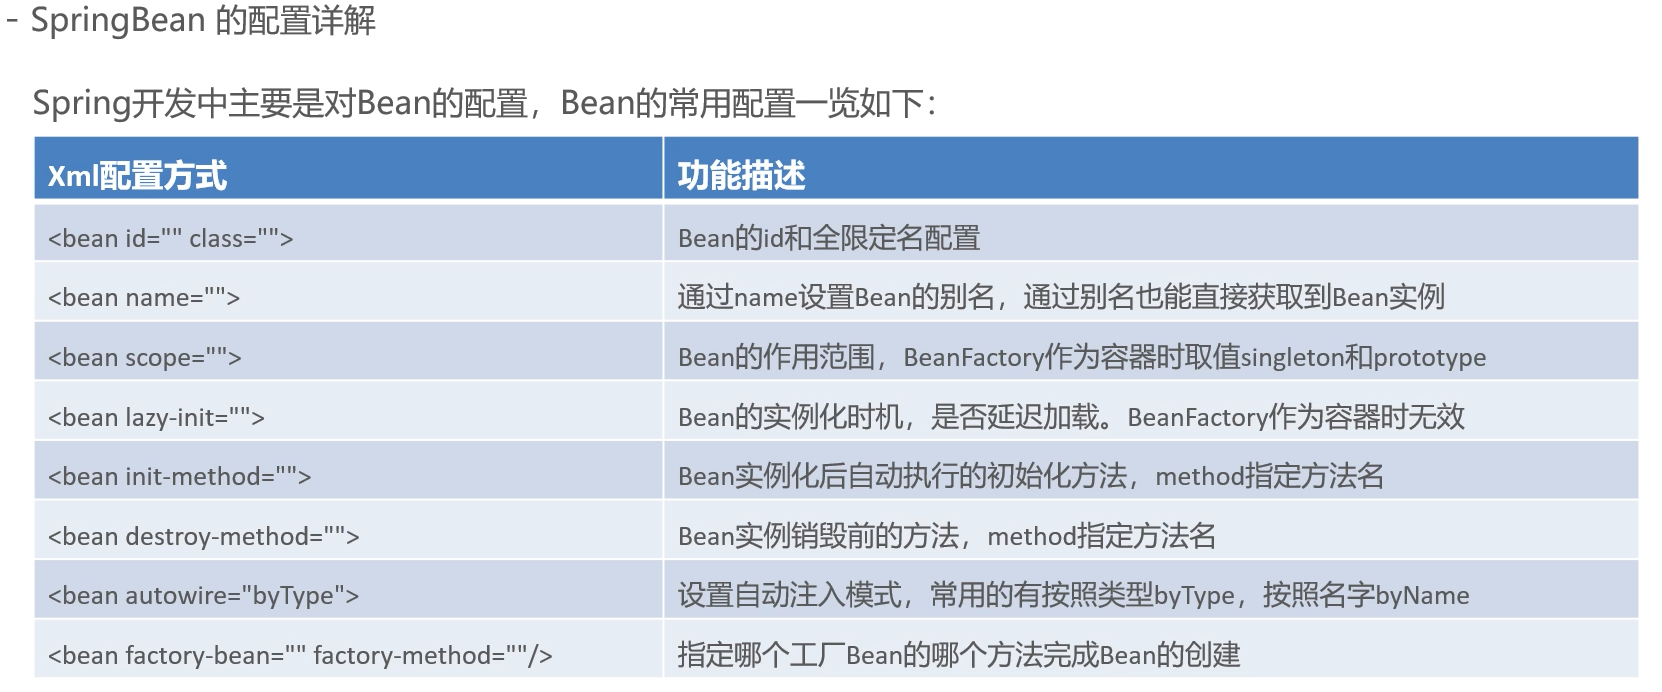 - SpringBean 的配置详解
Spring开发中主要是对Bean的配置，Bean的常用配置一览如下：
Xml配置方式 功能描述
<bean id="" class=""> Bean的id和全限定名配置
<bean name=""> 通过name设置Bean的别名，通过别名也能直接获取到Bean实例
<bean scope=""> Bean的作用范围，BeanFactory作为容器时取值singleton和prototype
<bean lazy-init=""> Bean的实例化时机，是否延迟加载。BeanFactory作为容器时无效
<bean init-method=""> Bean实例化后自动执行的初始化方法，method指定方法名
<bean destroy-method=""> Bean实例销毁前的方法，method指定方法名
<bean autowire="byType"> 设置自动注入模式，常用的有按照类型byType，按照名字byName
<bean factory-bean="" factory-method=""/> 指定哪个工厂Bean的哪个方法完成Bean的创建